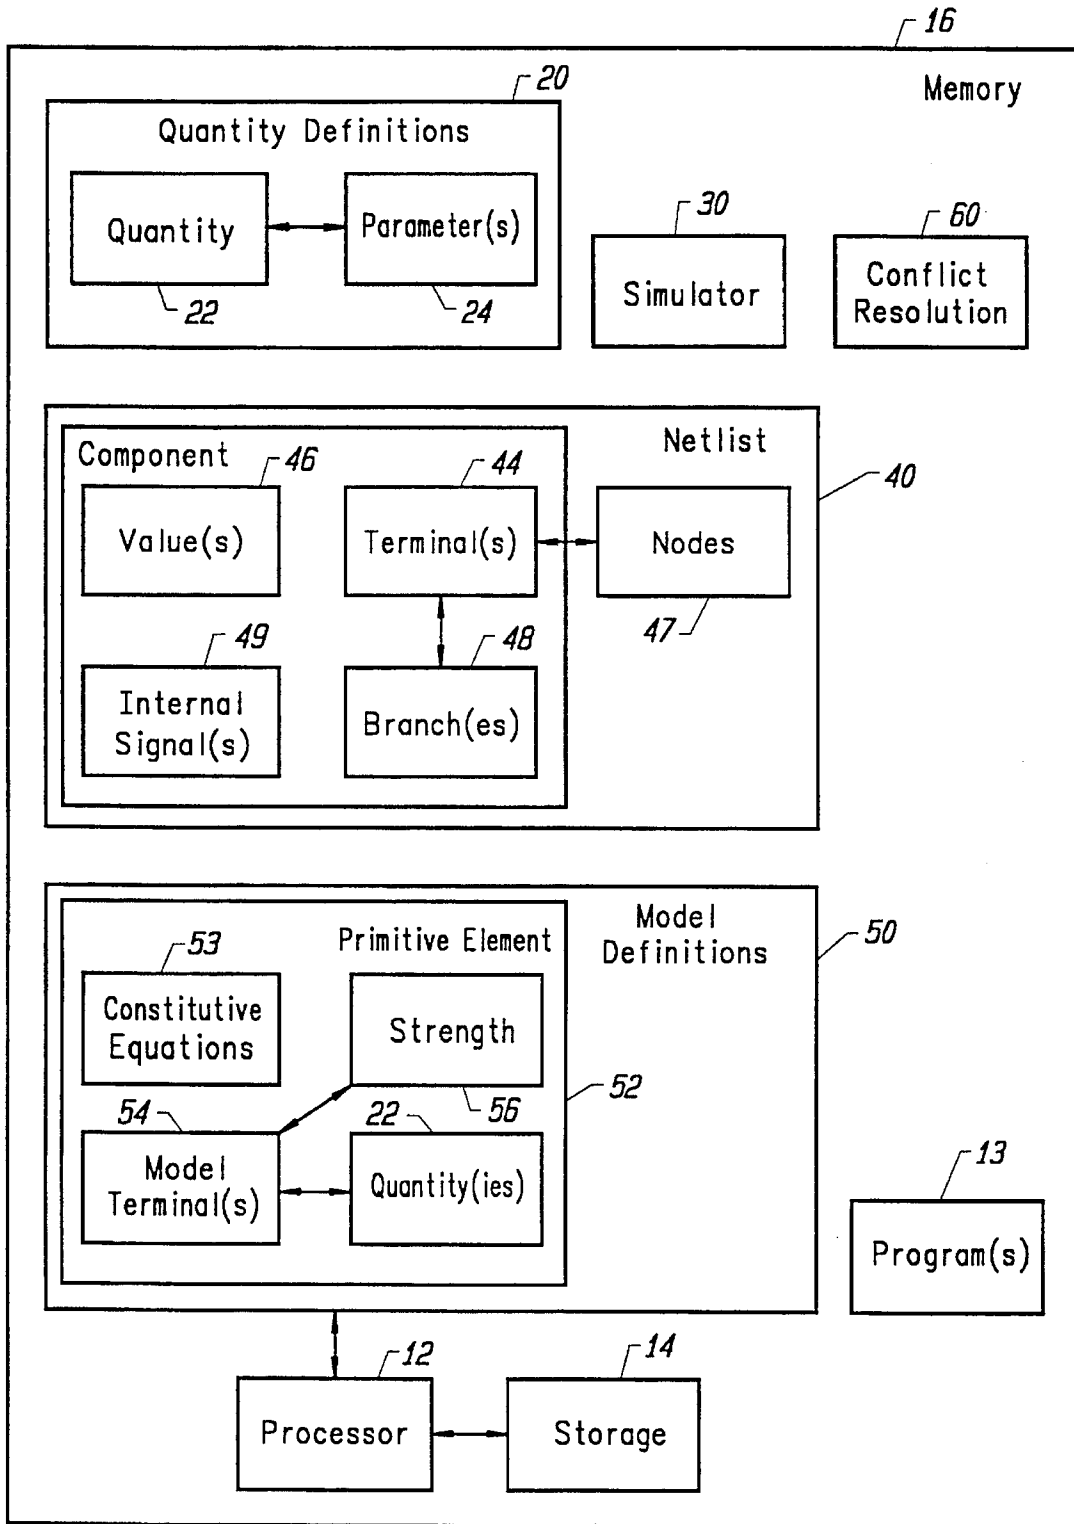 16
Memory
20
Quantity Definitions
Quantity
Parameter(s)
22
24
30
Simulator
60
Conflict
Resolution
Netlist
40
Component
46
Value(s)
44
Terminal(s)
Nodes
47
49
Internal
Signal(s)
48
Branch(es)
Model
Definitions
50
Primitive Element
53
Constitutive
Equations
Strength
52
56
54
Model
Terminal(s)
22
Quantity(ies)
13
Program(s)
12
Processor
14
Storage